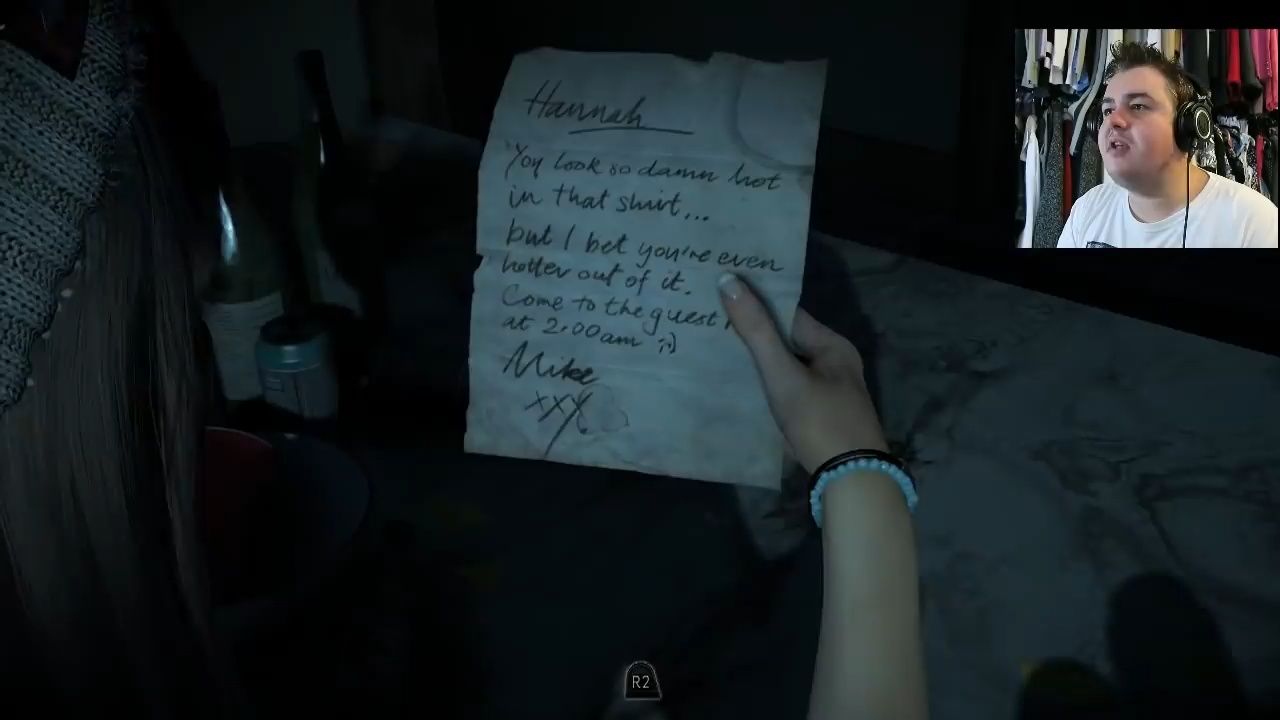 Hannah
You look so damn hot
in that shirt...
but I bet you're even
hotter out of it.
Come to the guest
at 2.00am ;)
Mike
xxx
R2